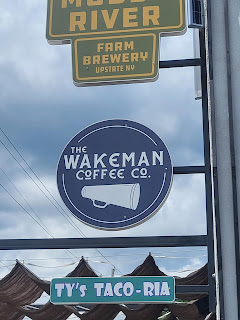 RIVER
FARM
BREWERY
UPSTATE NY
THE
WAKEMAN
COFFEE CO.
TY'S TACO-RIA